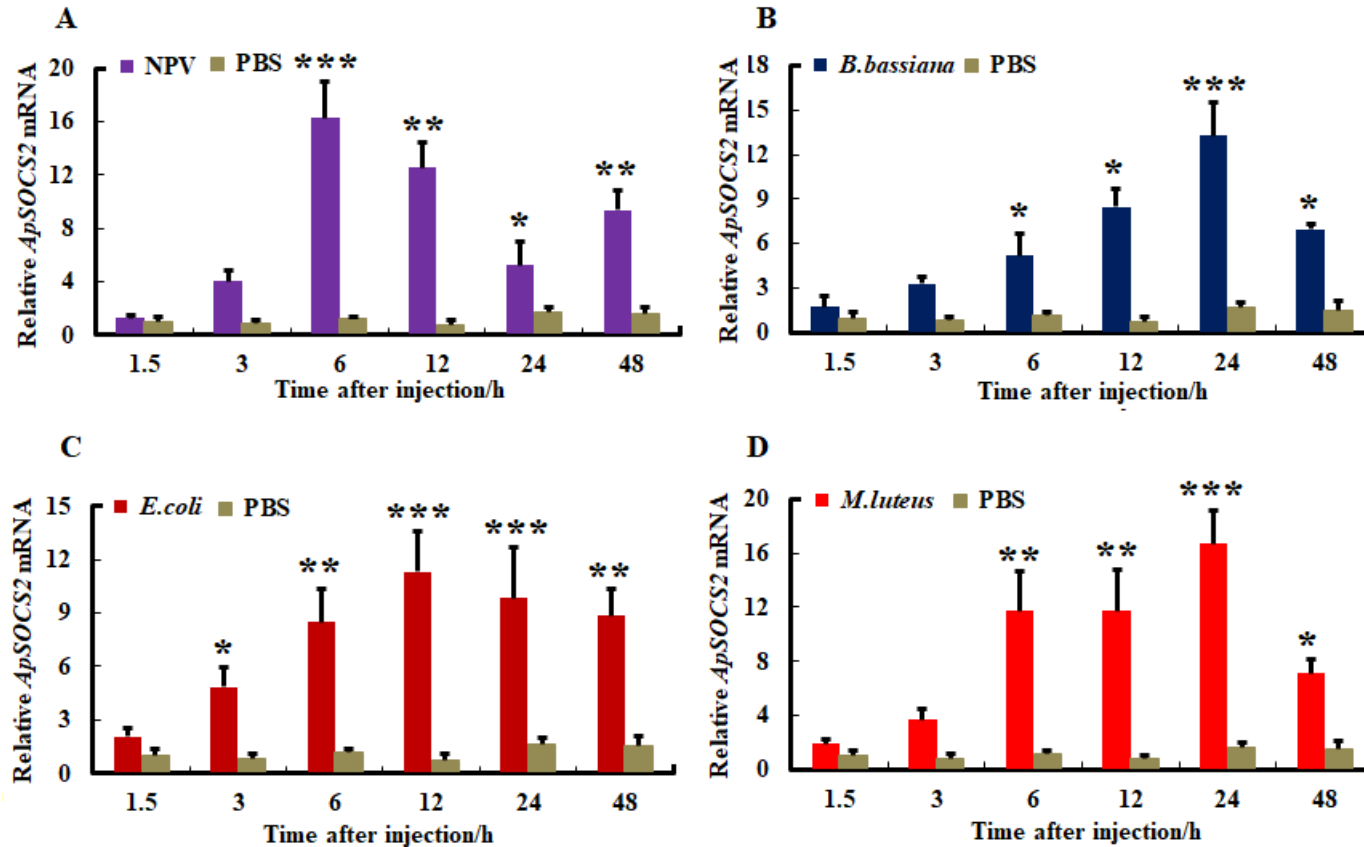 A
NPV PBS
Relative ApSOCS2 mRNA
20
16
12
8
4
0
*** ** * **
1.5 3 6 12 24 48
Time after injection/h
B
B.bassiana PBS
Relative ApSOCS2 mRNA
18
15
12
9
6
3
0
* * *** *
1.5 3 6 12 24 48
Time after injection/h
C
E.coli PBS
Relative ApSOCS2 mRNA
15
12
9
6
3
0
* ** *** *** **
1.5 3 6 12 24 48
Time after injection/h
D
M.luteus PBS
Relative ApSOCS2 mRNA
20
16
12
8
4
0
** ** *** *
1.5 3 6 12 24 48
Time after injection/h